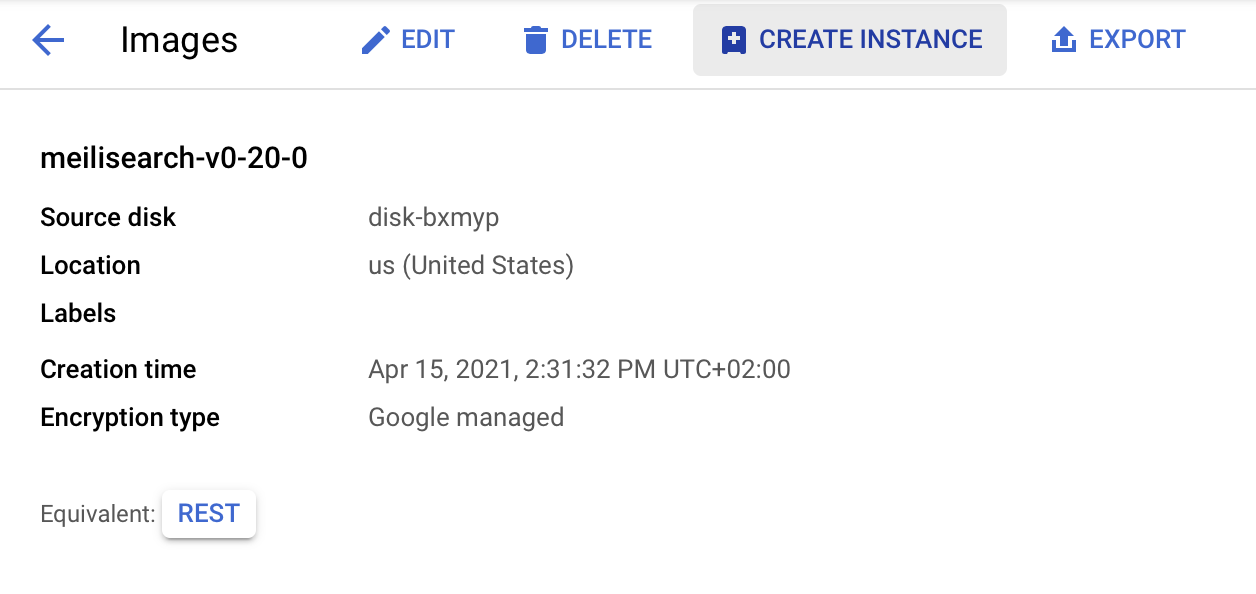 Images EDIT DELETE CREATE INSTANCE EXPORT
meilisearch-v0-20-0
Source disk disk-bxmyp
Location us (United States)
Labels
Creation time Apr 15, 2021, 2:31:32 PM UTC+02:00
Encryption type Google managed
Equivalent: REST